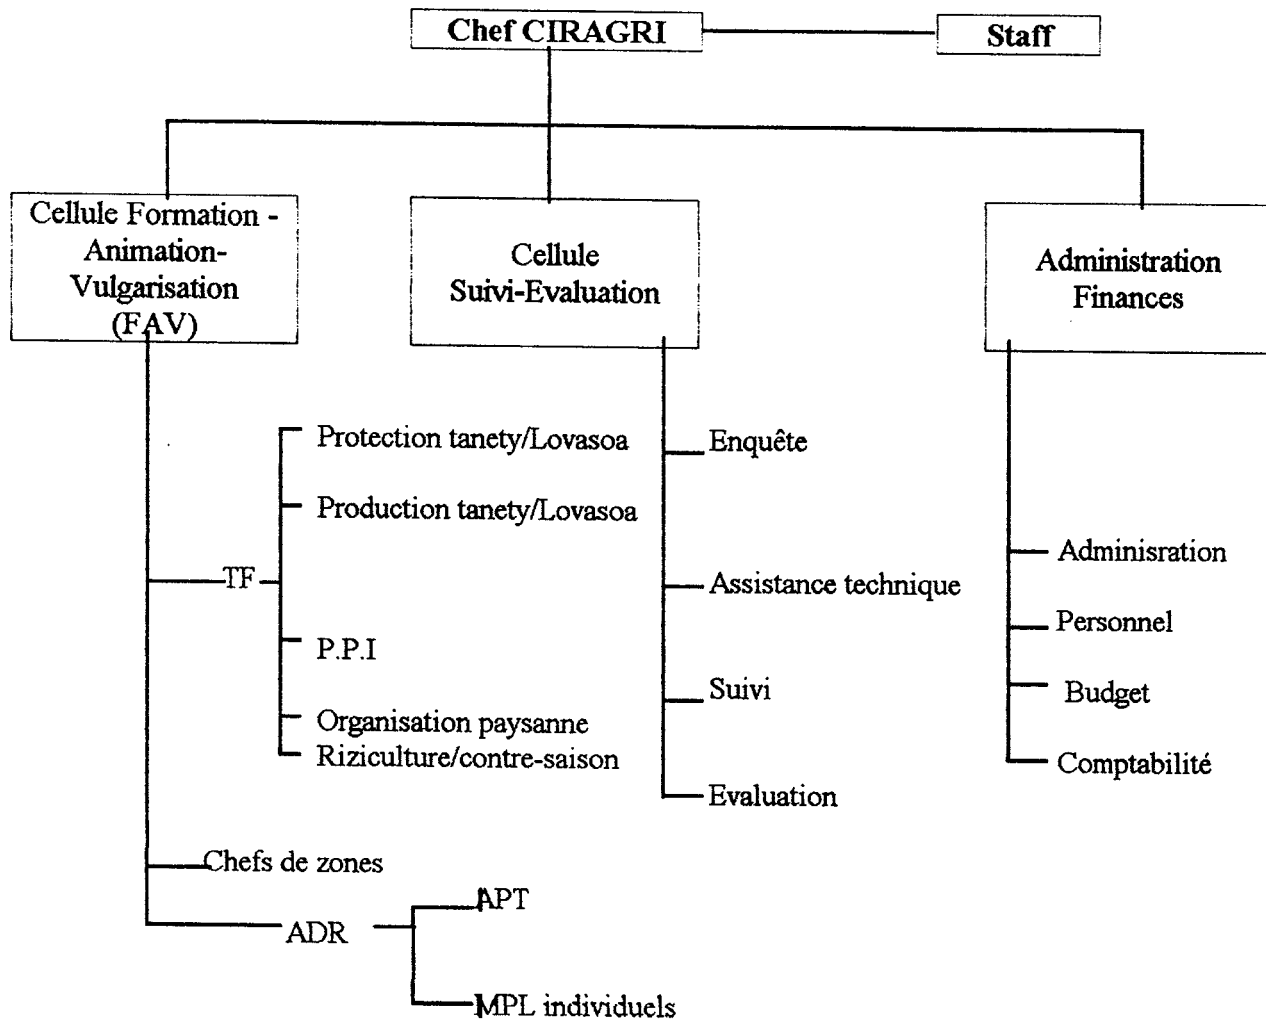 Chef CIRAGRI
Staff
Cellule Formation -
Animation-
Vulgarisation
(FAV)
Cellule
Suivi-Evaluation
Administration
Finances
Protection tanety/Lovasoa
Production tanety/Lovasoa
TF
P.P.I
Organisation paysanne
Riziculture/contre-saison
Chefs de zones
ADR
APT
MPL individuels
Enquête
Assistance technique
Suivi
Evaluation
Adminisration
Personnel
Budget
Comptabilité